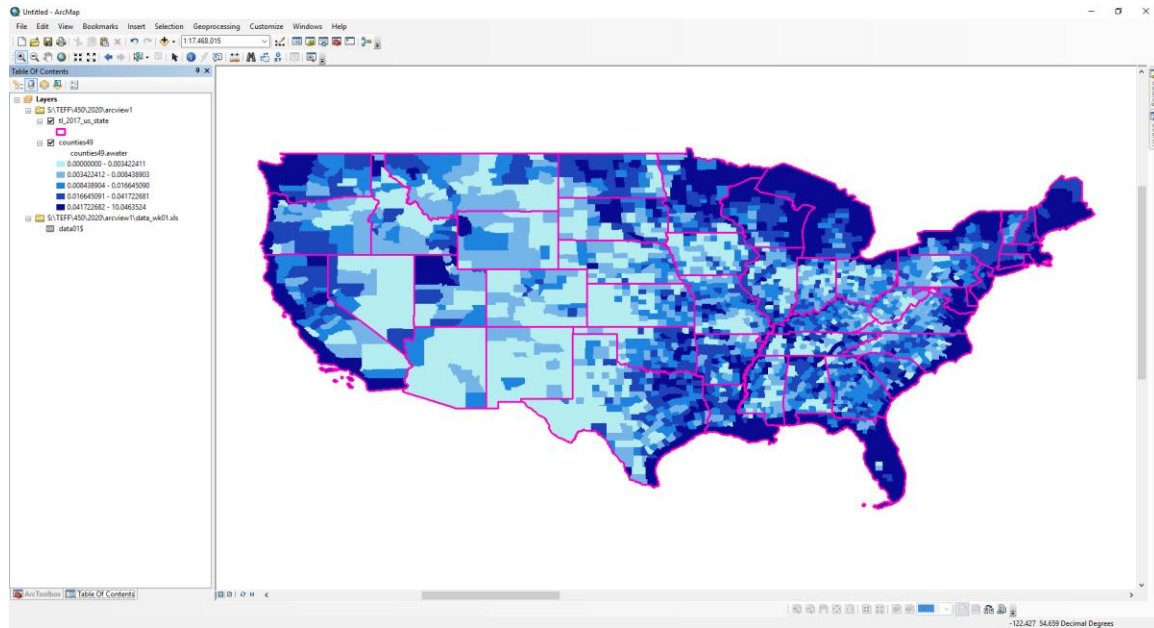 Untitled - ArcMap
File Edit View Bookmarks Insert Selection Geoprocessing Customize Windows Help
1:17,468,015
Table Of Contents
Layers
S:\TEFF\450\2020\arcview1
tl_2017_us_state
counties49
counties49.awater
0.00000000 - 0.003422411
0.003422412 - 0.008438903
0.008438904 - 0.016645090
0.016645091 - 0.041722681
0.041722682 - 10.0463524
S:\TEFF\450\2020\arcview1\data_wk01.xls
data01$
ArcToolbox Table Of Contents
-122.427 54.659 Decimal Degrees